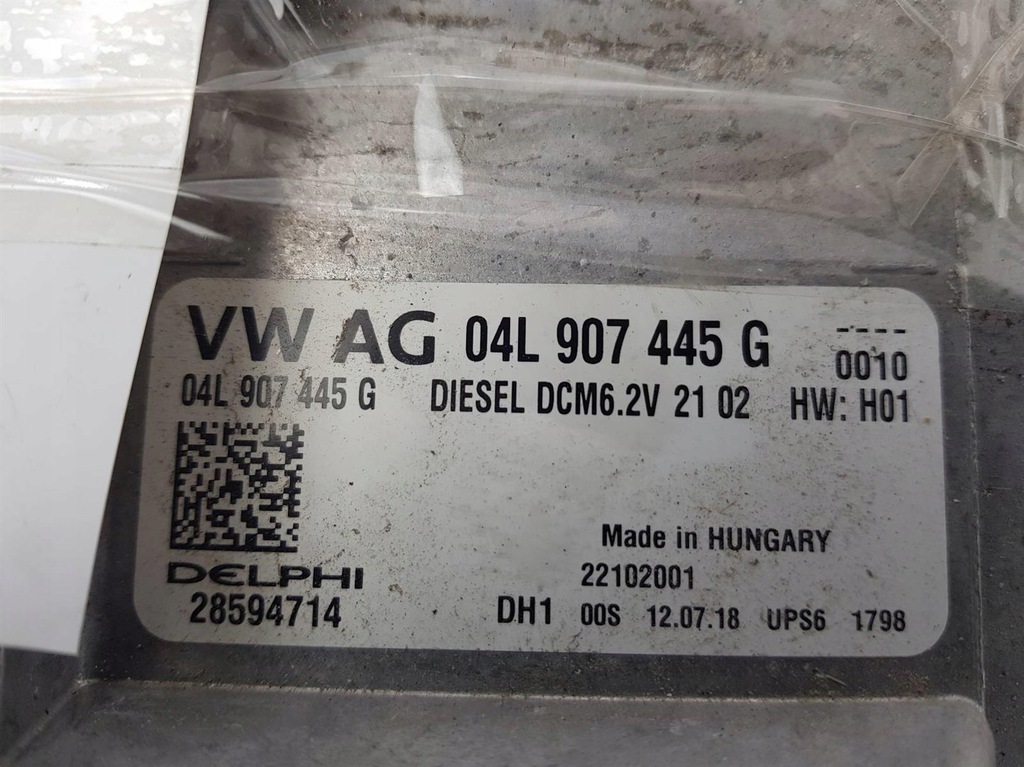 VW AG 04L 907 445 G ----
0010
04L 907 445 G DIESEL DCM6.2V 21 02 HW: H01
Made in HUNGARY
DELPHI 22102001
28594714 DH1 00S 12.07.18 UPS6 1798